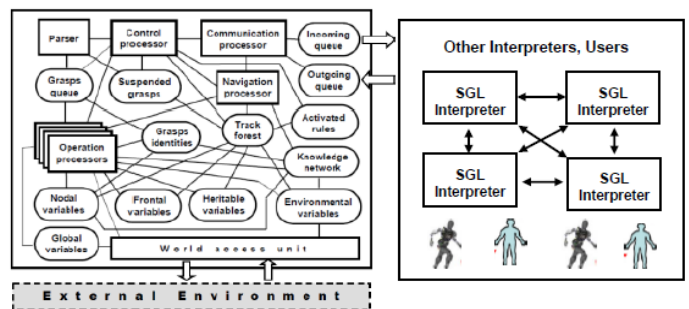 Parser
Control
processor
Communication
processor
Incoming
queue
Grasps
queue
Suspended
grasps
Navigation
processor
Outgoing
queue
Operation
processors
Grasps
identities
Track
forest
Activated
rules
Knowledge
network
Nodal
variables
Frontal
variables
Heritable
variables
Environmental
variables
Global
variables
World access unit
External Environment
Other Interpreters, Users
SGL
Interpreter
SGL
Interpreter
SGL
Interpreter
SGL
Interpreter